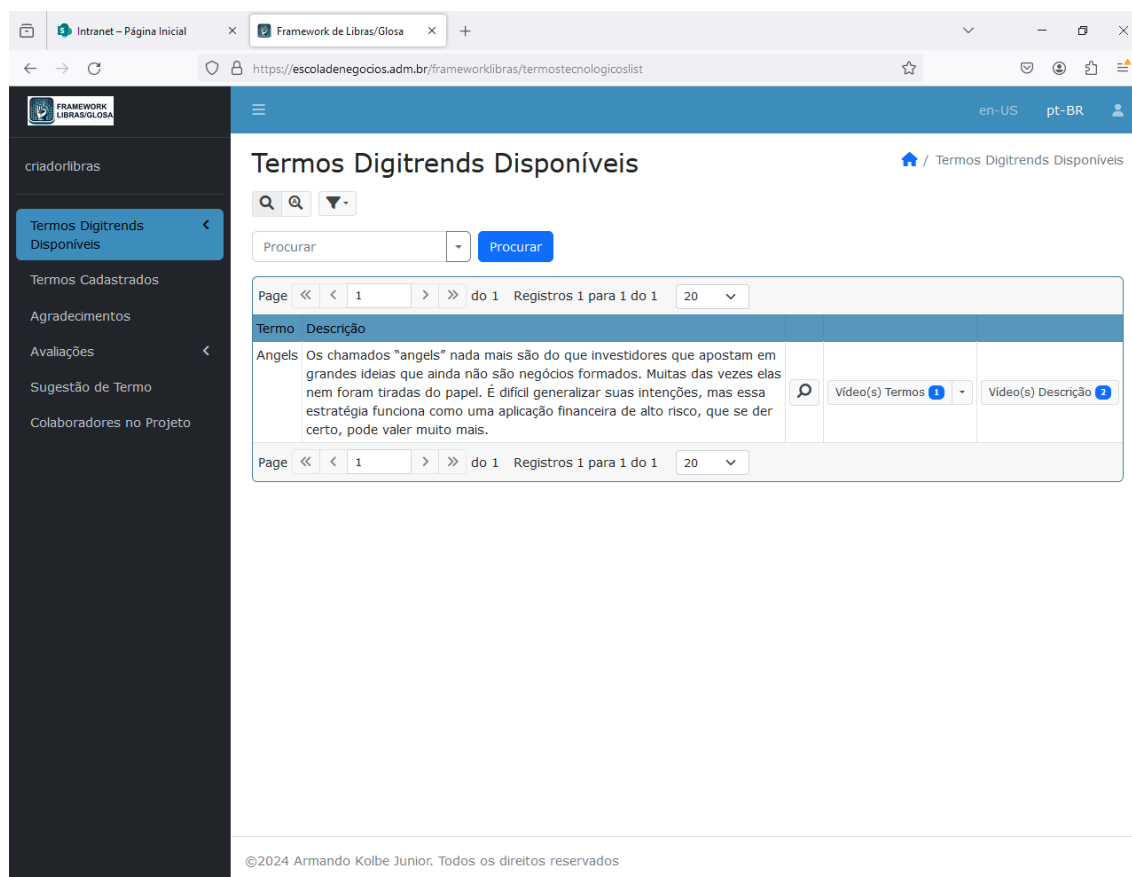 Intranet – Página Inicial
Framework de Libras/Glosa
https://escoladenegocios.adm.br/frameworklibras/termostecnologicoslist
FRAMEWORK
LIBRAS/GLOSA
en-US pt-BR
criadorlibras
Termos Digitrends
Disponíveis
Termos Cadastrados
Agradecimentos
Avaliações
Sugestão de Termo
Colaboradores no Projeto
Termos Digitrends Disponíveis
/ Termos Digitrends Disponíveis
Procurar Procurar
Page 1 do 1 Registros 1 para 1 do 1 20
Termo Descrição
Angels Os chamados “angels” nada mais são do que investidores que apostam em
grandes ideias que ainda não são negócios formados. Muitas das vezes elas
nem foram tiradas do papel. É difícil generalizar suas intenções, mas essa
estratégia funciona como uma aplicação financeira de alto risco, que se der
certo, pode valer muito mais.
Vídeo(s) Termos 1 Vídeo(s) Descrição 2
Page 1 do 1 Registros 1 para 1 do 1 20
©2024 Armando Kolbe Junior. Todos os direitos reservados